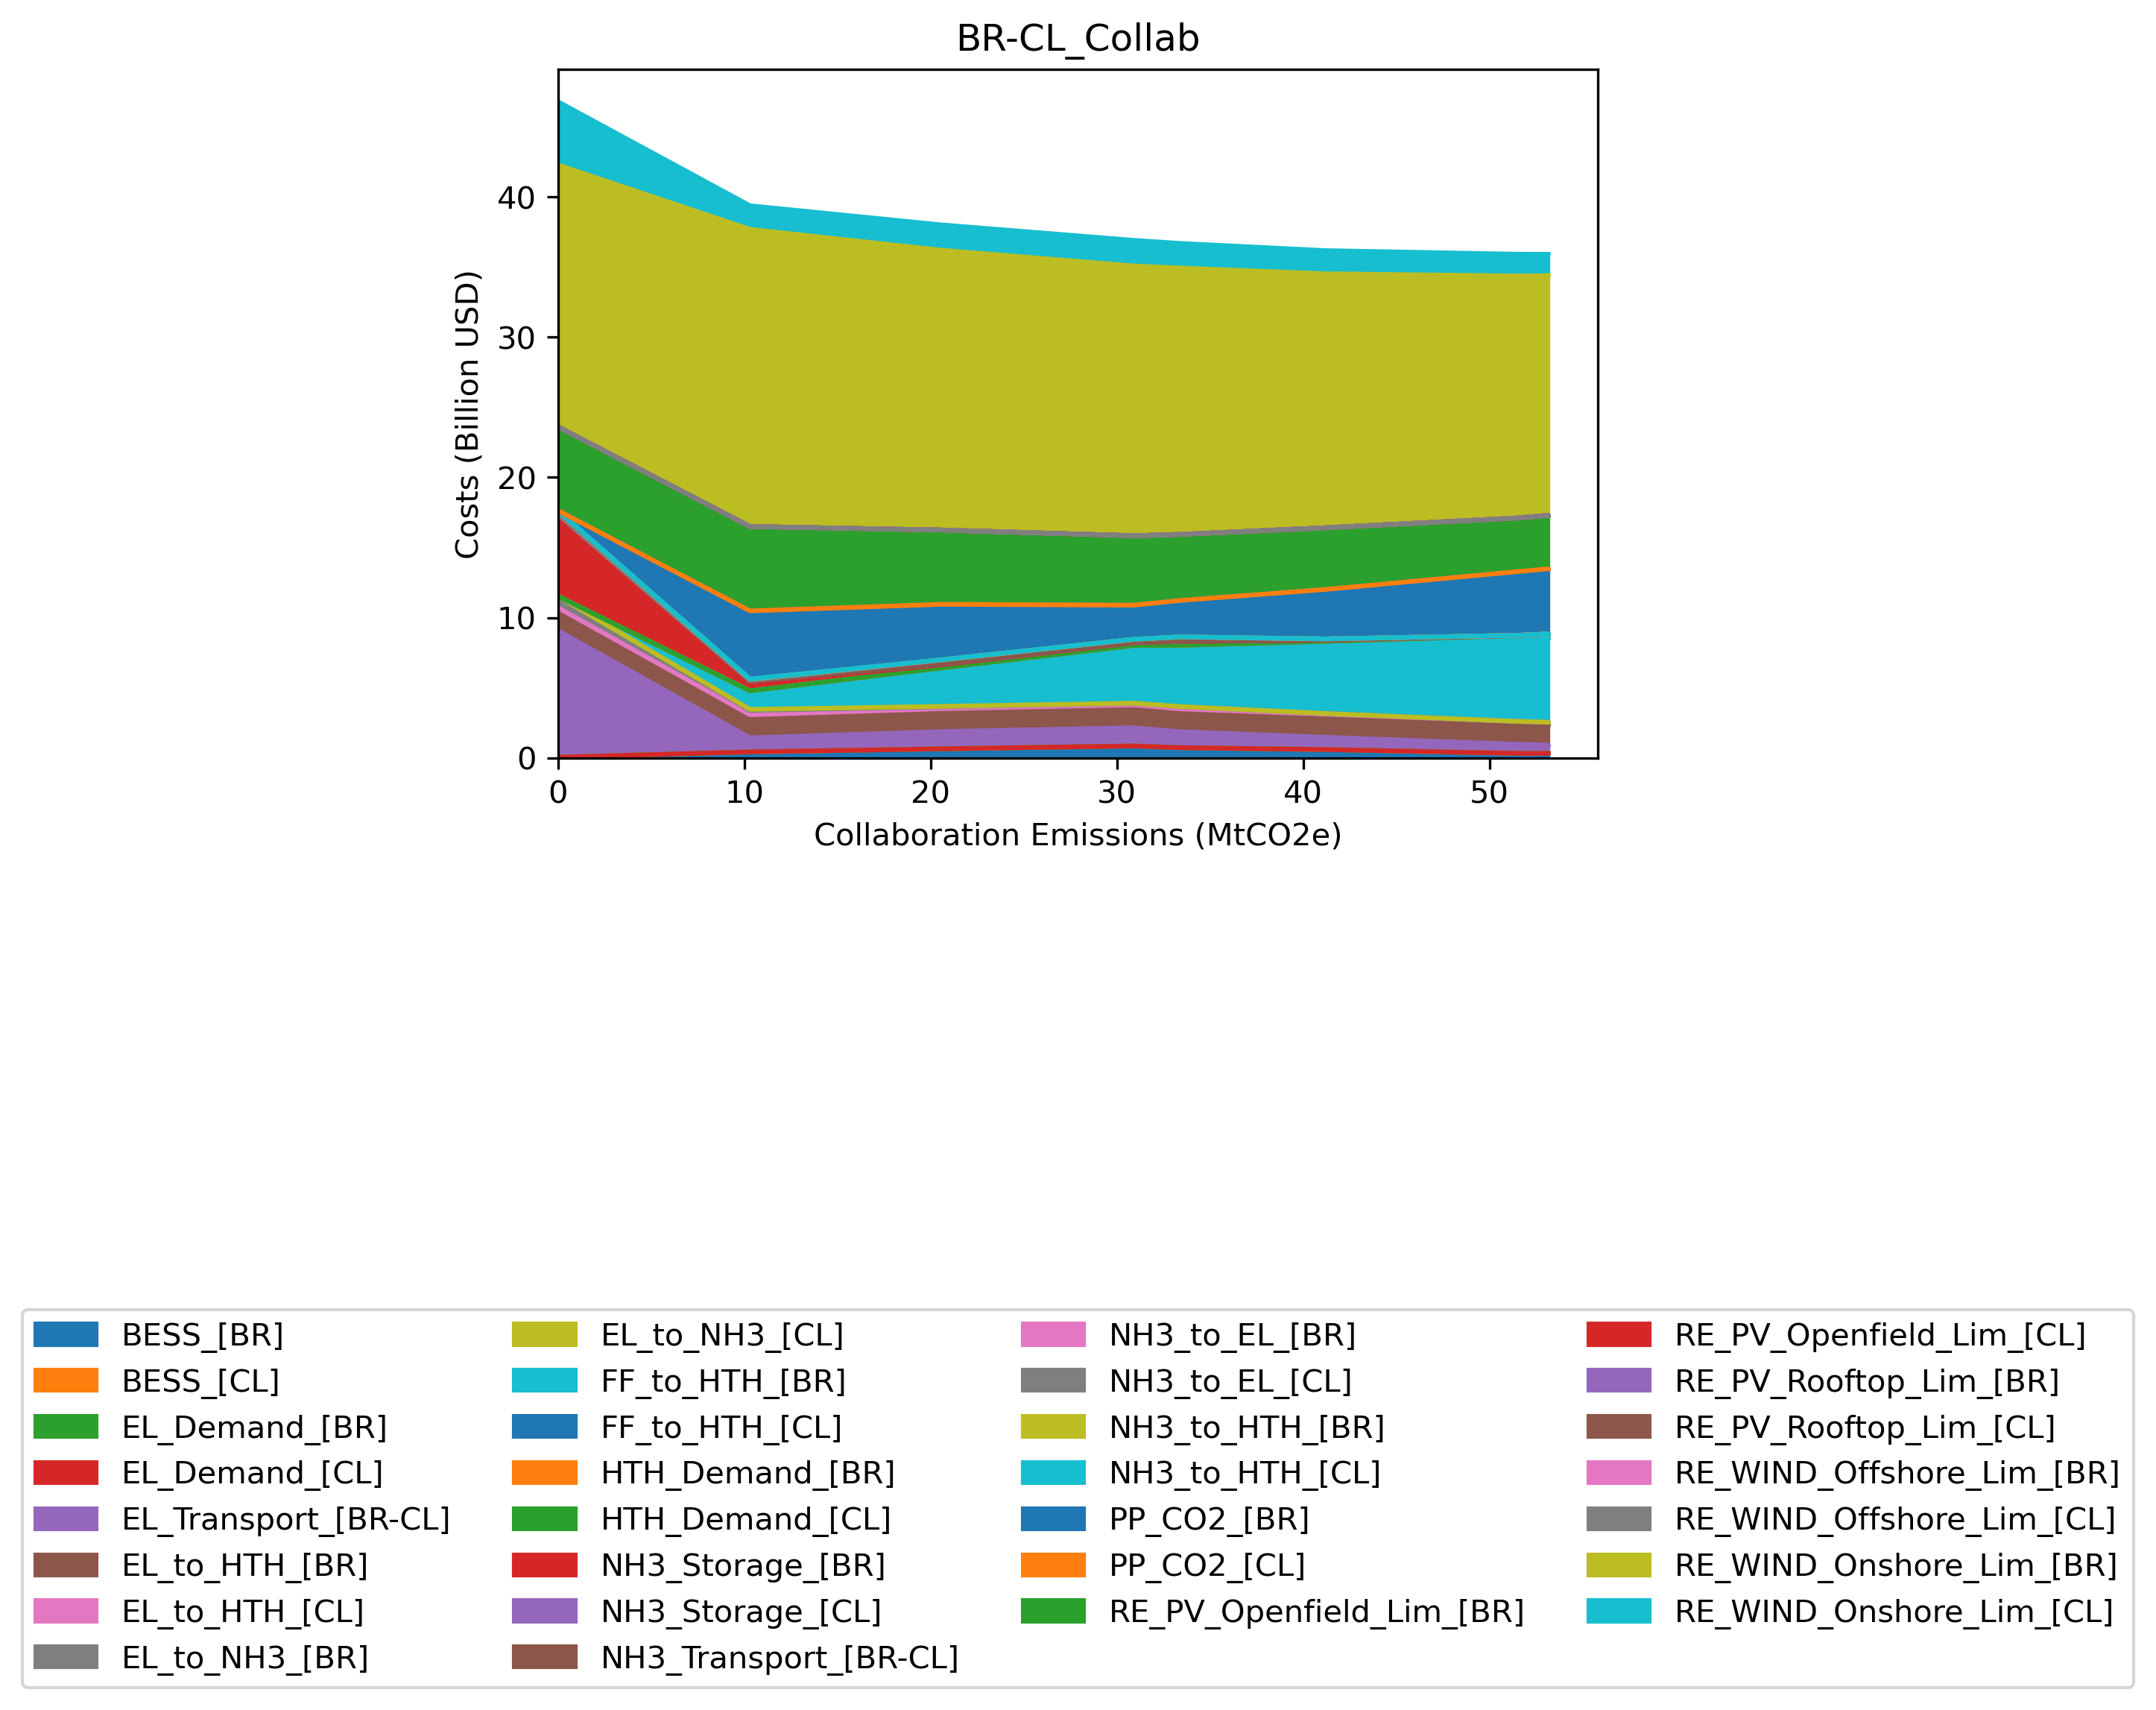 BR-CL_Collab
Costs (Billion USD)
40
30
20
10
0
0 10 20 30 40 50
Collaboration Emissions (MtCO2e)
BESS_[BR]
BESS_[CL]
EL_Demand_[BR]
EL_Demand_[CL]
EL_Transport_[BR-CL]
EL_to_HTH_[BR]
EL_to_HTH_[CL]
EL_to_NH3_[BR]
EL_to_NH3_[CL]
FF_to_HTH_[BR]
FF_to_HTH_[CL]
HTH_Demand_[BR]
HTH_Demand_[CL]
NH3_Storage_[BR]
NH3_Storage_[CL]
NH3_Transport_[BR-CL]
NH3_to_EL_[BR]
NH3_to_EL_[CL]
NH3_to_HTH_[BR]
NH3_to_HTH_[CL]
PP_CO2_[BR]
PP_CO2_[CL]
RE_PV_Openfield_Lim_[BR]
RE_PV_Openfield_Lim_[CL]
RE_PV_Rooftop_Lim_[BR]
RE_PV_Rooftop_Lim_[CL]
RE_WIND_Offshore_Lim_[BR]
RE_WIND_Offshore_Lim_[CL]
RE_WIND_Onshore_Lim_[BR]
RE_WIND_Onshore_Lim_[CL]